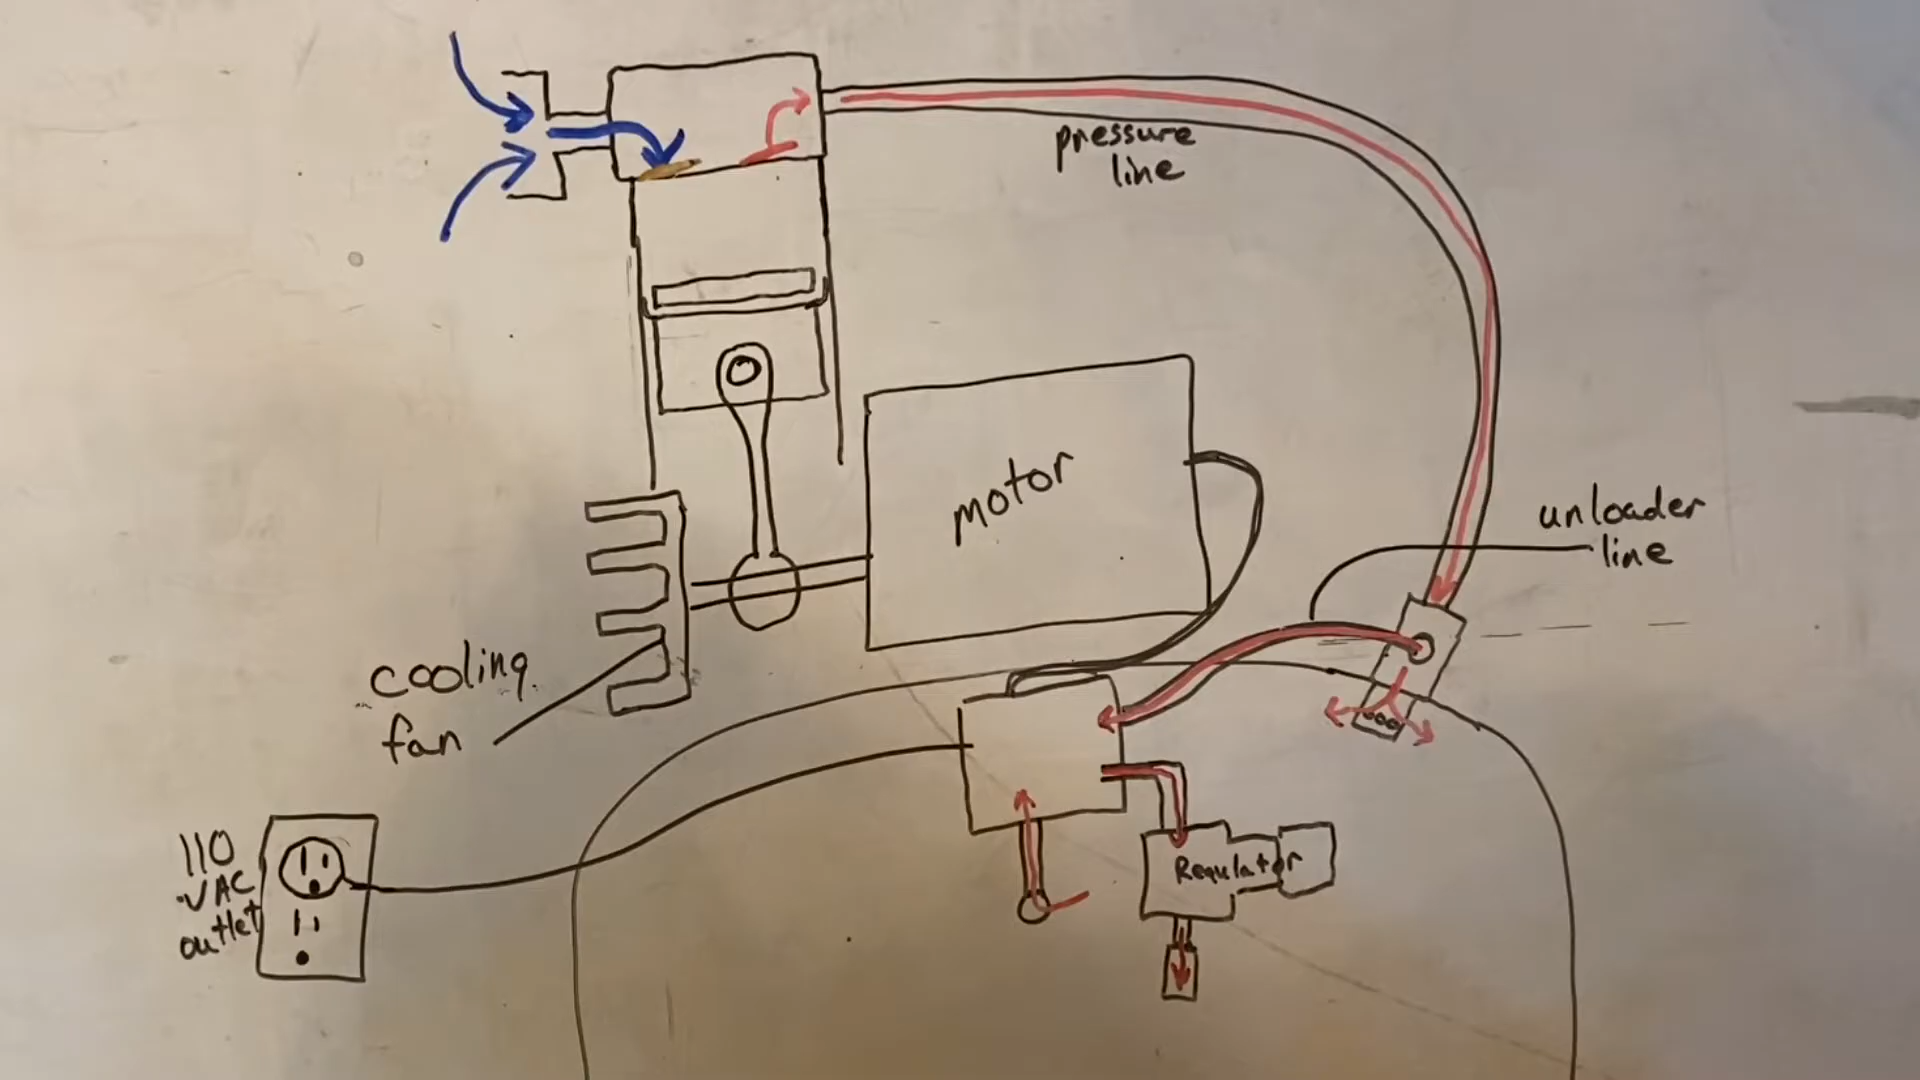 pressure
line
motor
unloader
line
cooling
fan
110
VAC
outlet
Regulator